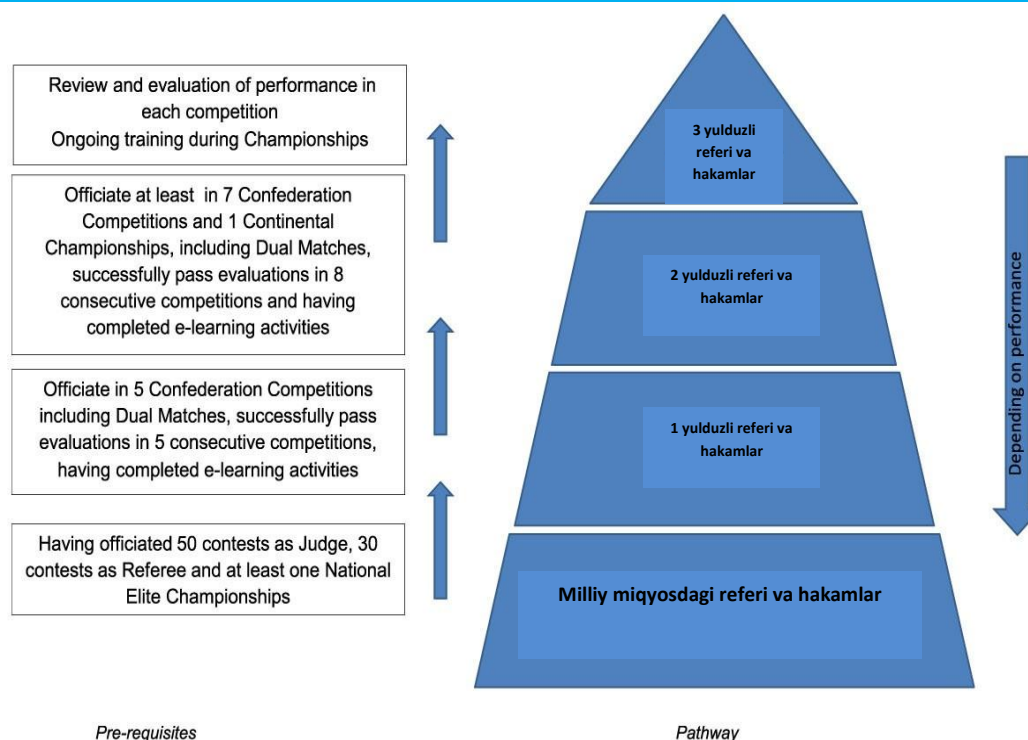 Review and evaluation of performance in
each competition
Ongoing training during Championships
Officiate at least in 7 Confederation
Competitions and 1 Continental
Championships, including Dual Matches,
successfully pass evaluations in 8
consecutive competitions and having
completed e-learning activities
Officiate in 5 Confederation Competitions
including Dual Matches, successfully pass
evaluations in 5 consecutive competitions,
having completed e-learning activities
Having officiated 50 contests as Judge, 30
contests as Referee and at least one National
Elite Championships
Pre-requisites
3 yulduzli
referi va
hakamlar
2 yulduzli referi va
hakamlar
1 yulduzli referi va
hakamlar
Milliy miqyosdagi referi va hakamlar
Pathway
Depending on performance